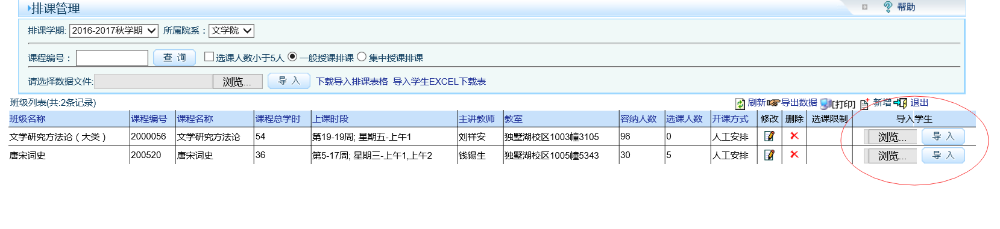 排课管理 帮助
排课学期: 2016-2017秋学期 所属院系： 文学院
课程编号： 查 询 选课人数小于5人 一般授课排课 集中授课排课
请选择数据文件: 浏览... 导 入 下载导入排课表格 导入学生EXCEL下载表
班级列表(共:2条记录) 刷新 导出数据 [打印] 新增 退出
班级名称 课程编号 课程名称 课程总学时 上课时段 主讲教师 教室 容纳人数 选课人数 开课方式 修改 删除 选课限制 导入学生
文学研究方法论（大类） 2000056 文学研究方法论 54 第19-19周; 星期五-上午1 刘祥安 独墅湖校区1003幢3105 96 0 人工安排 浏览... 导 入
唐宋词史 200520 唐宋词史 36 第5-17周; 星期三-上午1,上午2 钱锡生 独墅湖校区1005幢5343 30 5 人工安排 浏览... 导 入